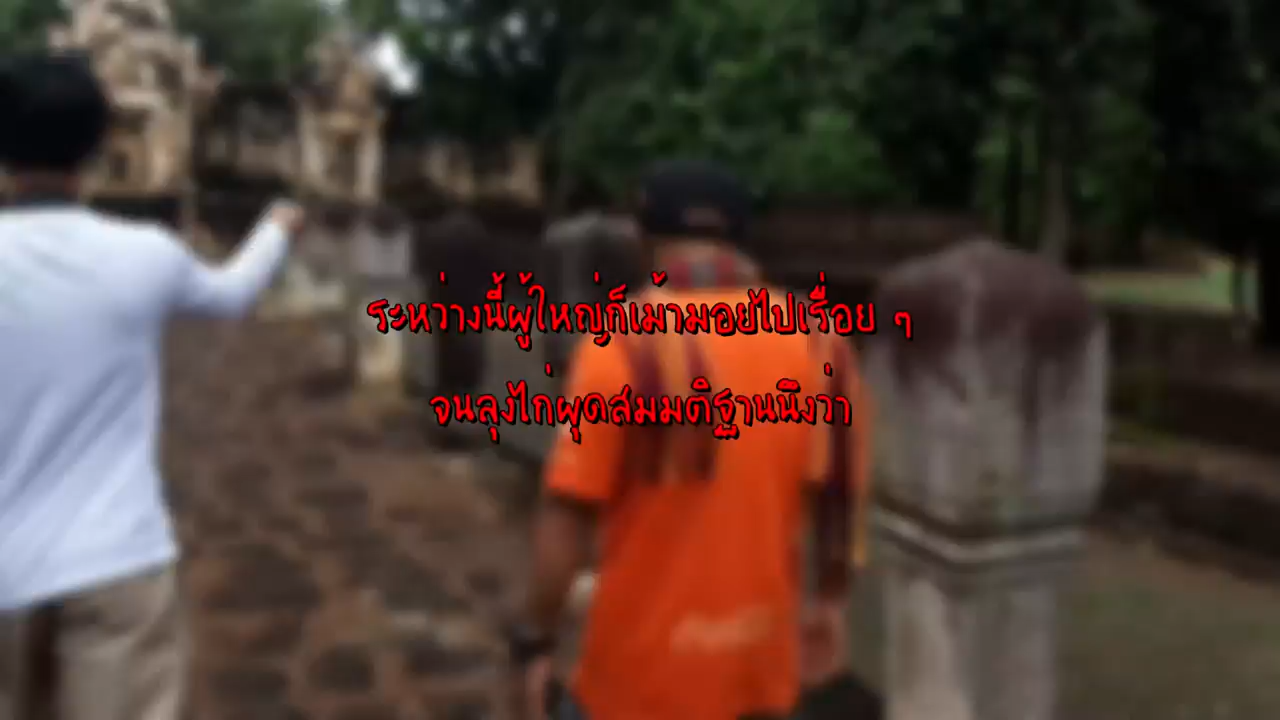 ระหว่างนี้ผู้ใหญ่ก็เม้ามอยไปเรื่อย ๆ
จนลุงไก่ผุดสมมติฐานนึงว่า